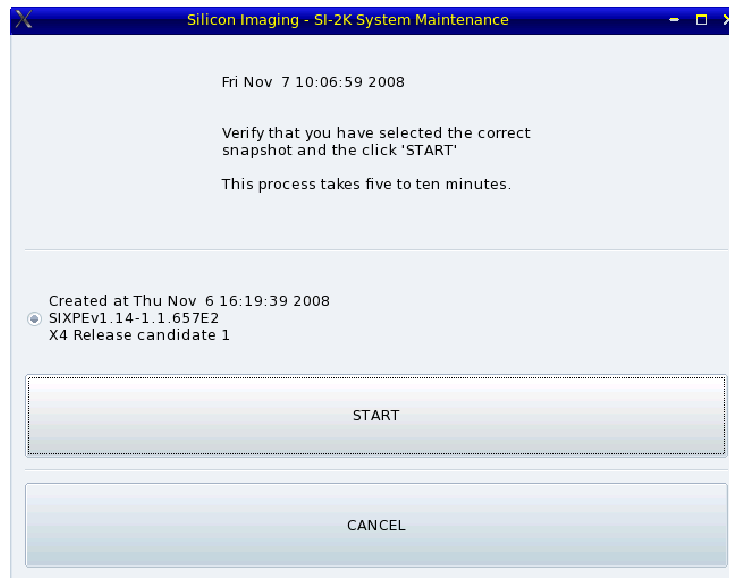 Silicon Imaging - SI-2K System Maintenance
Fri Nov  7 10:06:59 2008
Verify that you have selected the correct
snapshot and the click 'START'
This process takes five to ten minutes.
Created at Thu Nov  6 16:19:39 2008
SIXPEv1.14-1.1.657E2
X4 Release candidate 1
START
CANCEL